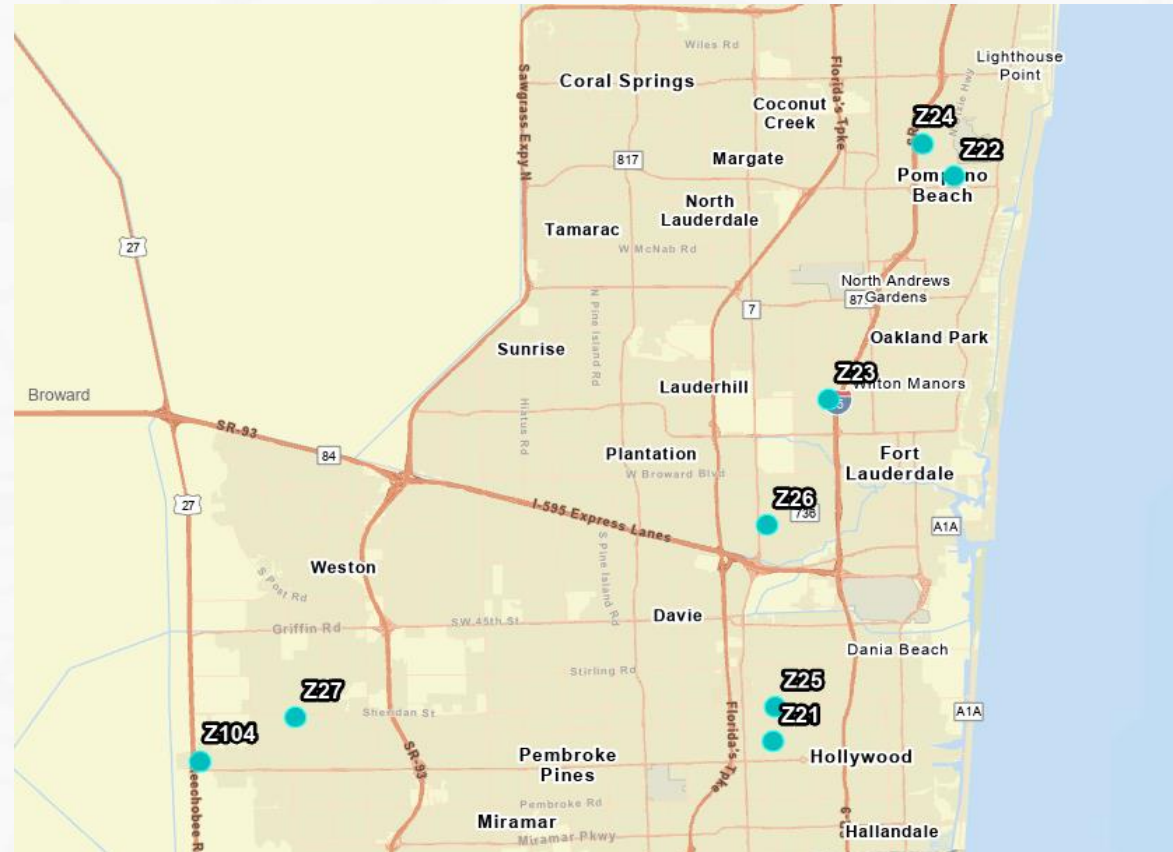 Wiles Rd
Lighthouse
Point
Coral Springs
Sawgrass Expy N
Florida's Tpke
Coconut
Creek
Z24
Z22
817
Margate
Pompano
Beach
North
Lauderdale
Tamarac
W McNab Rd
27
North Andrews
Gardens
N Pine Island Rd
7
Oakland Park
Sunrise
Lauderhill
Z23
Wilton Manors
Broward
Hiatus Rd
SR-93
84
Plantation
W Broward Blvd
Fort
Lauderdale
27
I-595 Express Lanes
Z26
736
A1A
Weston
S Post Rd
S Pine Island Rd
Davie
Griffin Rd
SW 45th St
Dania Beach
Stirling Rd
Z25
Z27
Sheridan St
Z21
A1A
Z104
SR-93
Florida's Tpke
Pembroke
Pines
Hollywood
Pembroke Rd
Miramar
Miramar Pkwy
Hallandale